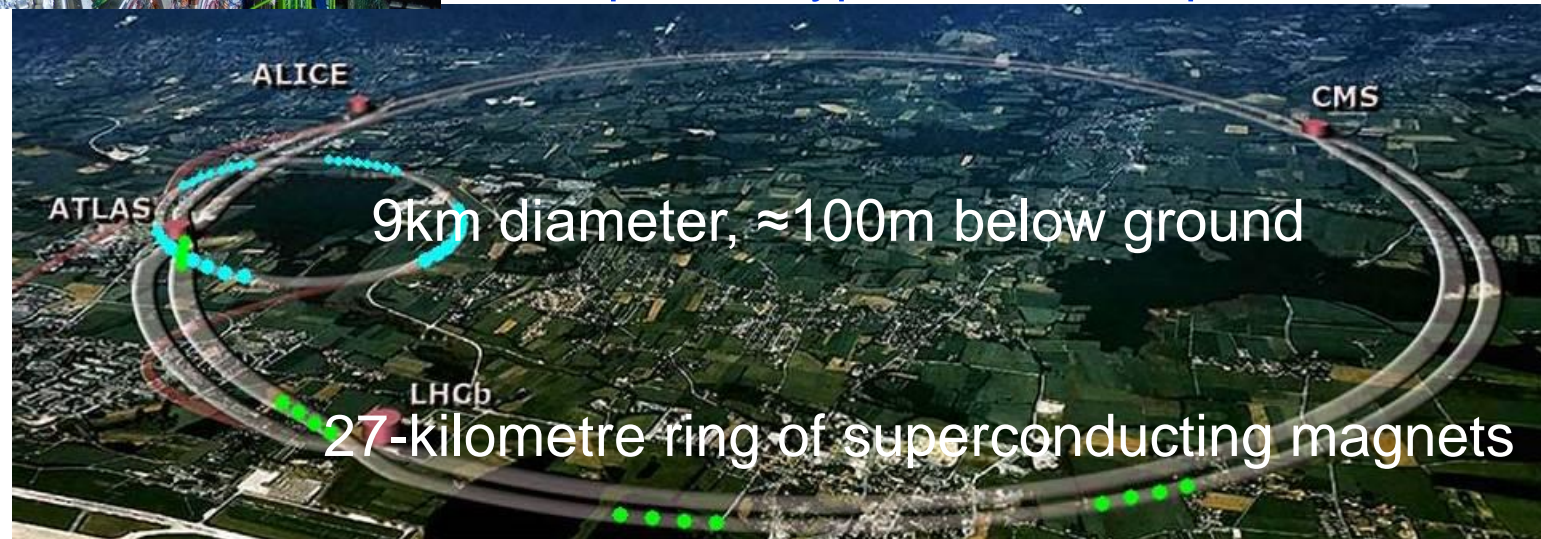 ALICE
CMS
ATLAS
9km diameter, ≈100m below ground
LHCb
27-kilometre ring of superconducting magnets